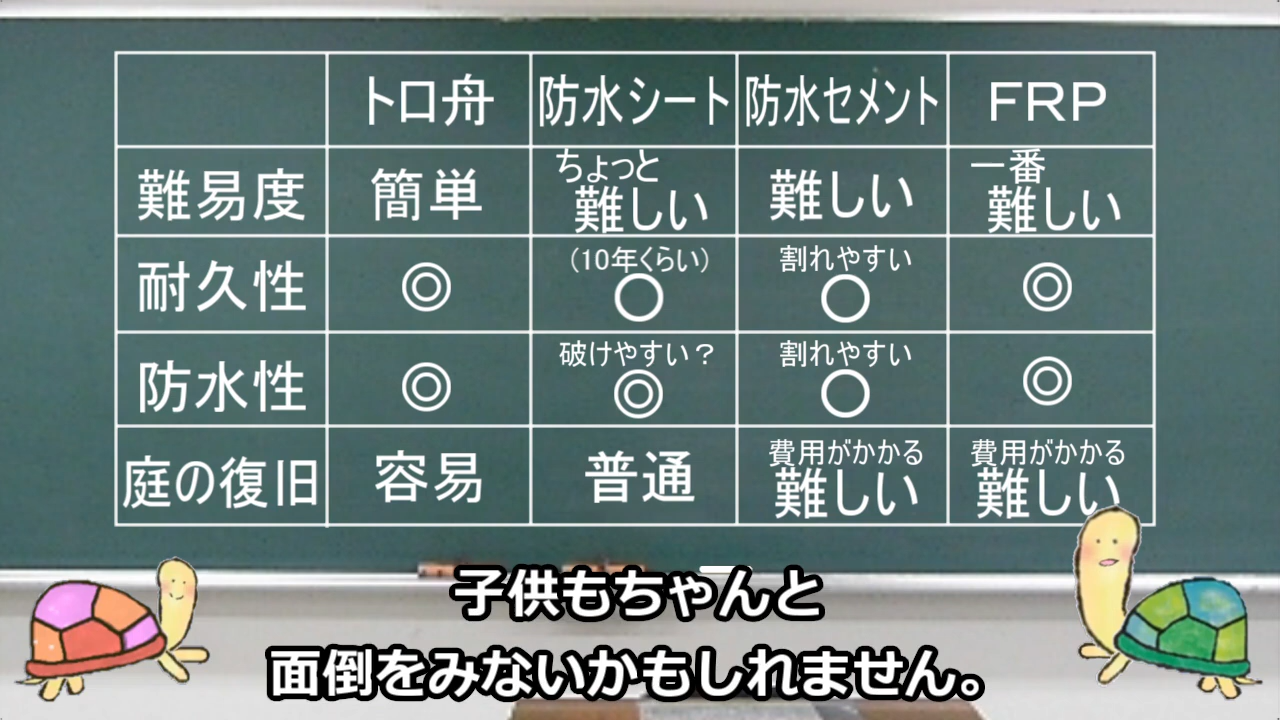 トロ舟 防水シート 防水セメント ＦＲＰ
難易度 簡単 ちょっと難しい 難しい 一番難しい
耐久性 ◎ （10年くらい）○ 割れやすい○ ◎
防水性 ◎ 破けやすい？◎ 割れやすい○ ◎
庭の復旧 容易 普通 費用がかかる難しい 費用がかかる難しい
子供もちゃんと
面倒をみないかもしれません。